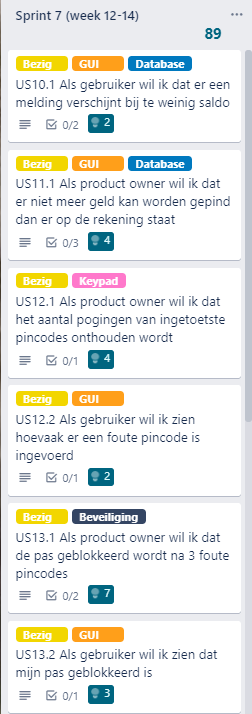 Sprint 7 (week 12-14)
89
Bezig GUI Database
US10.1 Als gebruiker wil ik dat er een
melding verschijnt bij te weinig saldo
0/2 2
Bezig GUI Database
US11.1 Als product owner wil ik dat
er niet meer geld kan worden gepind
dan er op de rekening staat
0/3 4
Bezig Keypad
US12.1 Als product owner wil ik dat
het aantal pogingen van ingetoetste
pincodes onthouden wordt
0/1 4
Bezig GUI
US12.2 Als gebruiker wil ik zien
hoevaak er een foute pincode is
ingevoerd
0/1 2
Bezig Beveiliging
US13.1 Als product owner wil ik dat
de pas geblokkeerd wordt na 3 foute
pincodes
0/2 7
Bezig GUI
US13.2 Als gebruiker wil ik zien dat
mijn pas geblokkeerd is
0/1 3